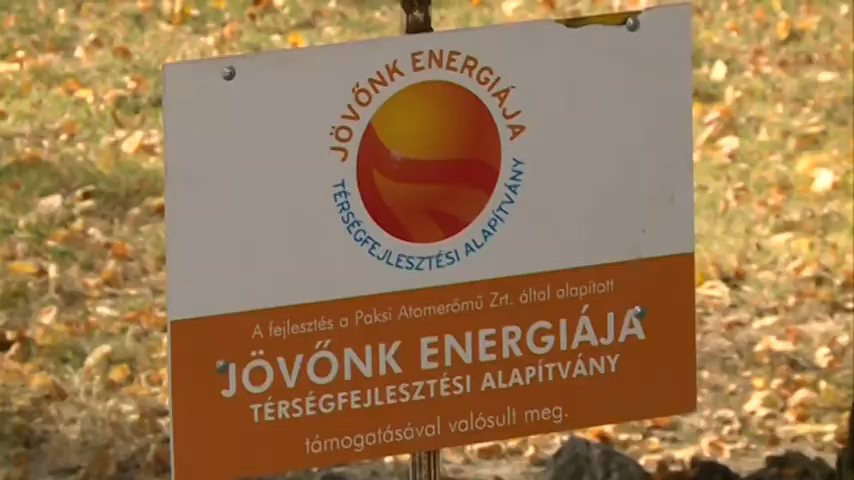 JÖVŐNK ENERGIÁJA
TÉRSÉGFEJLESZTÉSI ALAPÍTVÁNY
A fejlesztés a Paksi Atomerőmű Zrt. által alapított
JÖVŐNK ENERGIÁJA
TÉRSÉGFEJLESZTÉSI ALAPÍTVÁNY
támogatásával valósult meg.